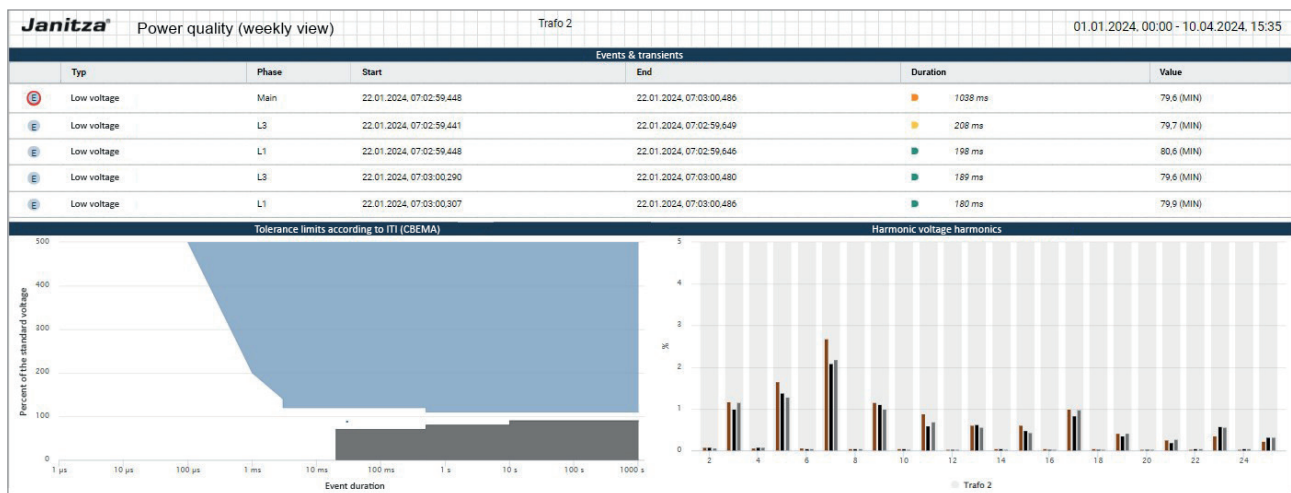 Janitza® Power quality (weekly view) Trafo 2 01.01.2024, 00:00 - 10.04.2024, 15:35
Events & transients
Typ Phase Start End Duration Value
E Low voltage Main 22.01.2024, 07:02:59,448 22.01.2024, 07:03:00,486 1038 ms 79,6 (MIN)
E Low voltage L3 22.01.2024, 07:02:59,441 22.01.2024, 07:02:59,649 208 ms 79,7 (MIN)
E Low voltage L1 22.01.2024, 07:02:59,448 22.01.2024, 07:02:59,646 198 ms 80,6 (MIN)
E Low voltage L3 22.01.2024, 07:03:00,290 22.01.2024, 07:03:00,480 189 ms 79,6 (MIN)
E Low voltage L1 22.01.2024, 07:03:00,307 22.01.2024, 07:03:00,486 180 ms 79,9 (MIN)
Tolerance limits according to ITI (CBEMA)
Percent of the standard voltage
500
400
300
200
100
0
1 µs 10 µs 100 µs 1 ms 10 ms 100 ms 1 s 10 s 100 s 1000 s
Event duration
Harmonic voltage harmonics
%
5
4
3
2
1
0
2 4 6 8 10 12 14 16 18 20 22 24
Trafo 2